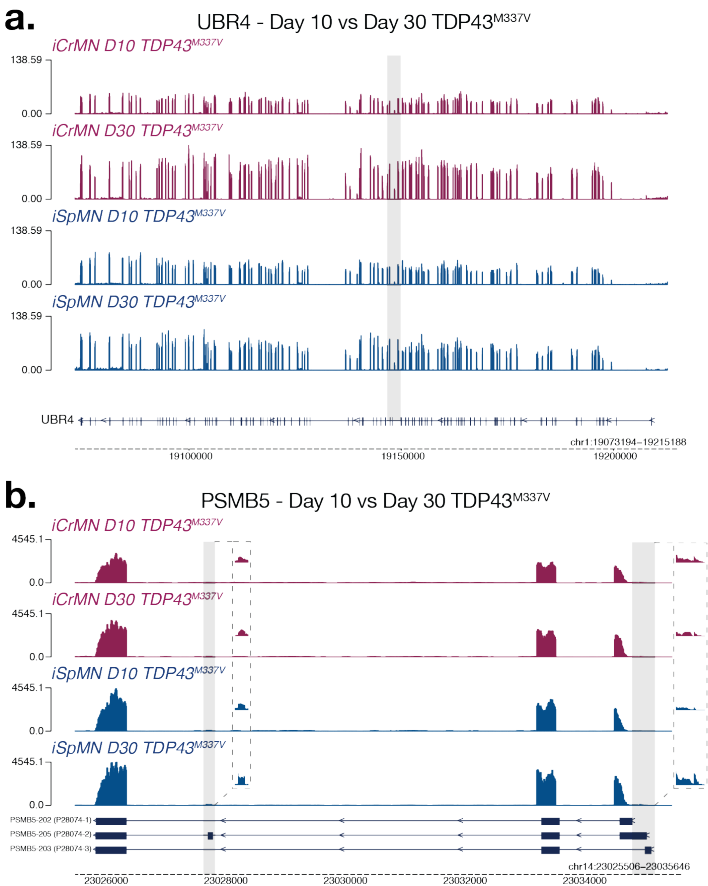 a.
UBR4 - Day 10 vs Day 30 TDP43M337V
iCrMN D10 TDP43M337V
138.59
0.00
iCrMN D30 TDP43M337V
138.59
0.00
iSpMN D10 TDP43M337V
138.59
0.00
iSpMN D30 TDP43M337V
138.59
0.00
UBR4
chr1:19073194–19215188
19100000 19150000 19200000
b.
PSMB5 - Day 10 vs Day 30 TDP43M337V
iCrMN D10 TDP43M337V
4545.1
0.0
iCrMN D30 TDP43M337V
4545.1
0.0
iSpMN D10 TDP43M337V
4545.1
0.0
iSpMN D30 TDP43M337V
4545.1
0.0
PSMB5-202 (P28074-1)
PSMB5-205 (P28074-2)
PSMB5-203 (P28074-3)
chr14:23025506–23035646
23026000 23028000 23030000 23032000 23034000